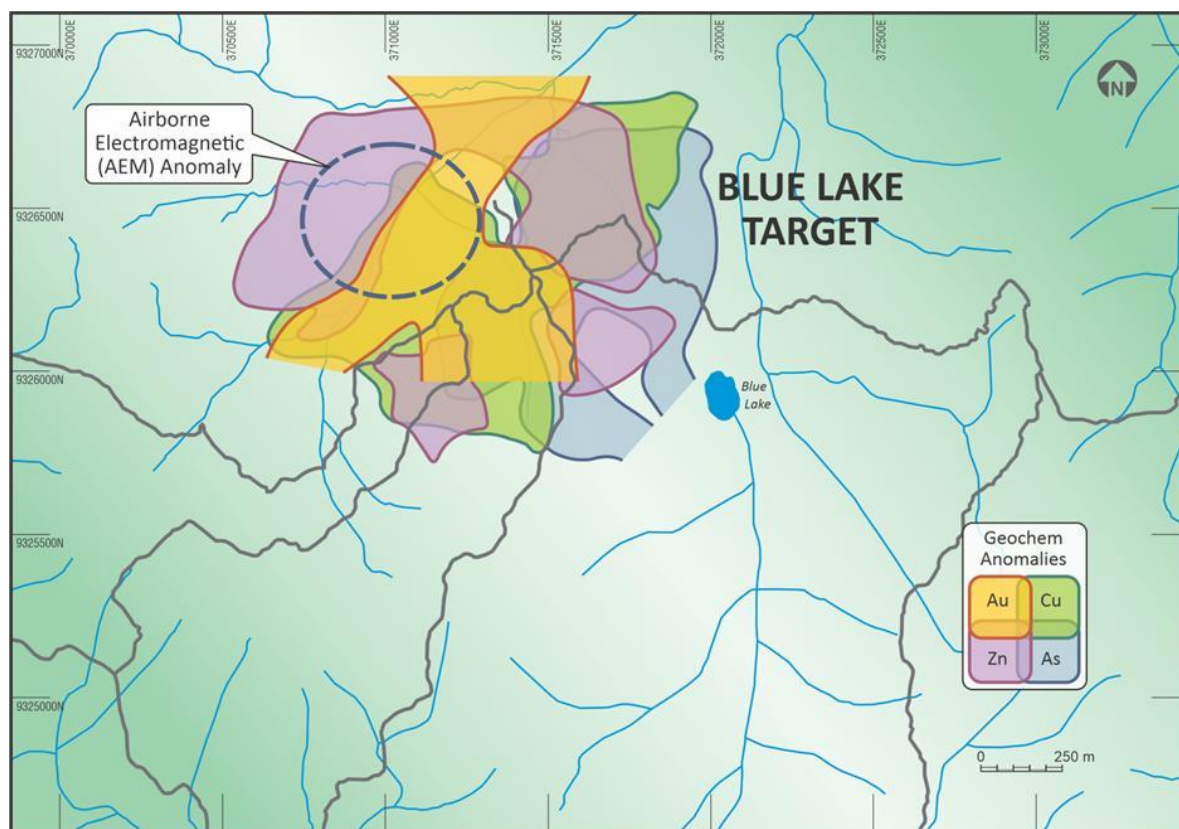 370000E
370500E
371000E
371500E
372000E
372500E
373000E
9327000N
N
Airborne
Electromagnetic
(AEM) Anomaly
BLUE LAKE
TARGET
9326500N
9326000N
Blue
Lake
9325500N
Geochem
Anomalies
Au Cu
Zn As
9325000N
0 250 m